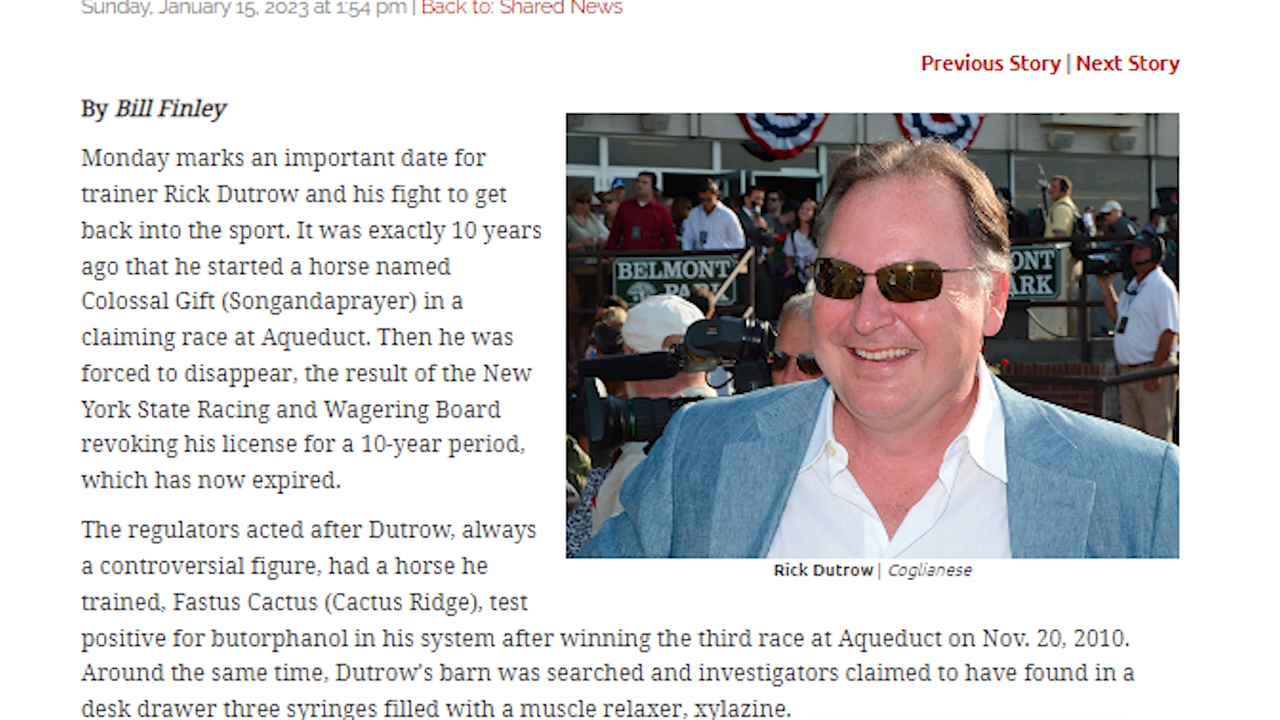 Sunday, January 15, 2023 at 1:54 pm | Back to: Shared News
Previous Story | Next Story
By Bill Finley
Monday marks an important date for
trainer Rick Dutrow and his fight to get
back into the sport. It was exactly 10 years
ago that he started a horse named
Colossal Gift (Songandaprayer) in a
claiming race at Aqueduct. Then he was
forced to disappear, the result of the New
York State Racing and Wagering Board
revoking his license for a 10-year period,
which has now expired.
BELMONT
PARK
ONT
ARK
Rick Dutrow | Coglianese
The regulators acted after Dutrow, always
a controversial figure, had a horse he
trained, Fastus Cactus (Cactus Ridge), test
positive for butorphanol in his system after winning the third race at Aqueduct on Nov. 20, 2010.
Around the same time, Dutrow's barn was searched and investigators claimed to have found in a
desk drawer three syringes filled with a muscle relaxer, xylazine.